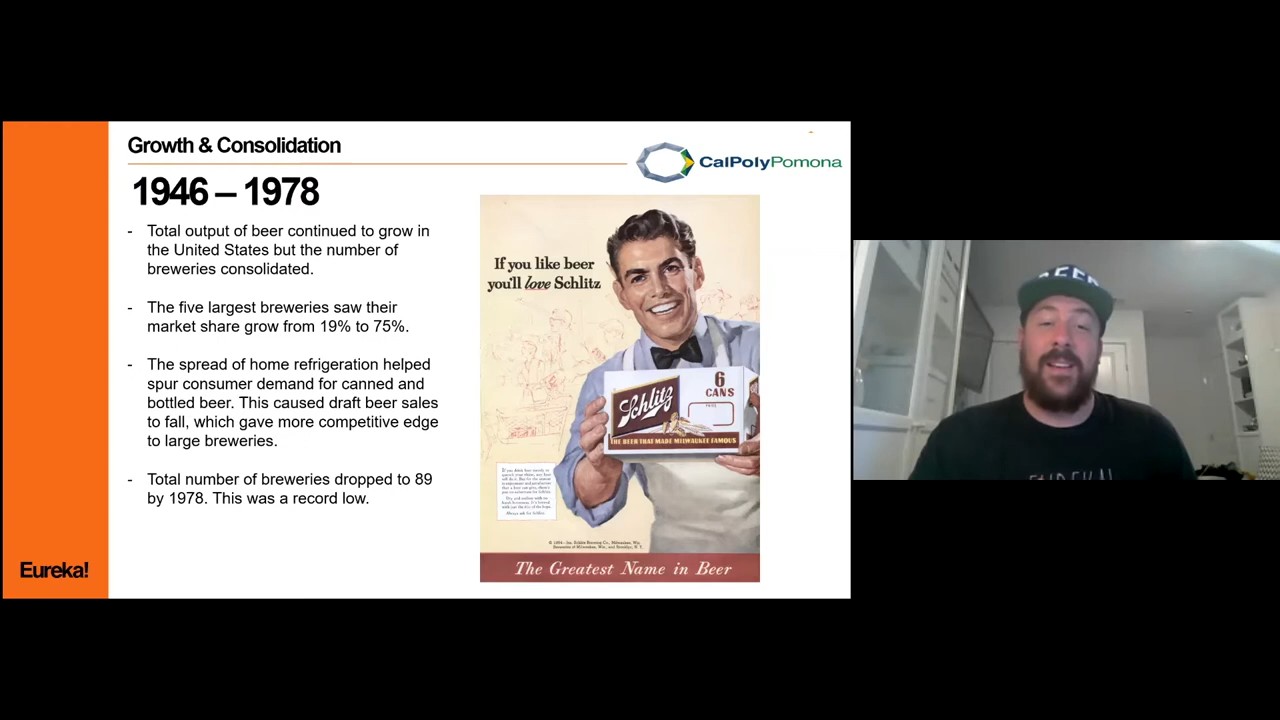 Growth & Consolidation
CalPolyPomona
1946 – 1978
- Total output of beer continued to grow in
the United States but the number of
breweries consolidated.
- The five largest breweries saw their
market share grow from 19% to 75%.
- The spread of home refrigeration helped
spur consumer demand for canned and
bottled beer. This caused draft beer sales
to fall, which gave more competitive edge
to large breweries.
- Total number of breweries dropped to 89
by 1978. This was a record low.
Eureka!
If you like beer
you'll love Schlitz
6
CANS
Schlitz
THE BEER THAT MADE MILWAUKEE FAMOUS
The Greatest Name in Beer
BEER
EUREKA!